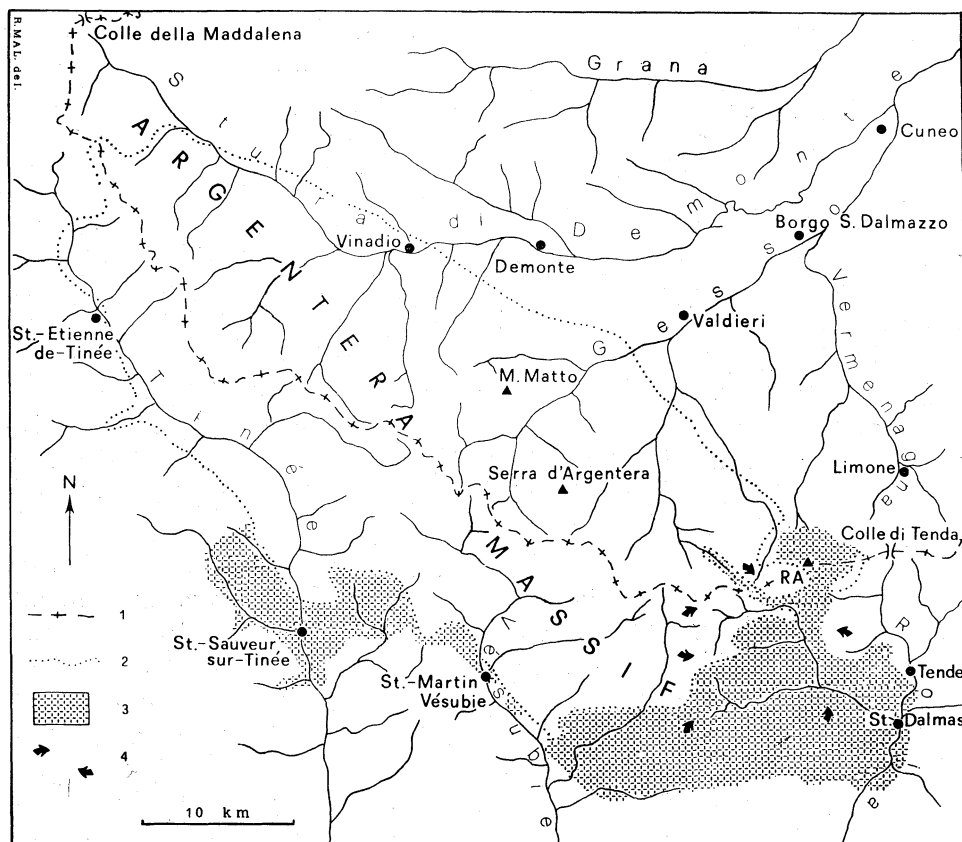 R.MAL. del.
Colle della Maddalena
Grana
Stura di Demonte
Cuneo
ARGENTERA
Borgo S. Dalmazzo
Vinadio
Demonte
Gesso
Vermenagna
St.-Etienne
de-Tinée
Valdieri
M. Matto
Tinée
Serra d'Argentera
Limone
N
MASSIF
Colle di Tenda
RA
1
St.-Sauveur
sur-Tinée
2
St.-Martin
Vésubie
Vésubie
Tende
Roia
3
St. Dalmas
4
10 km